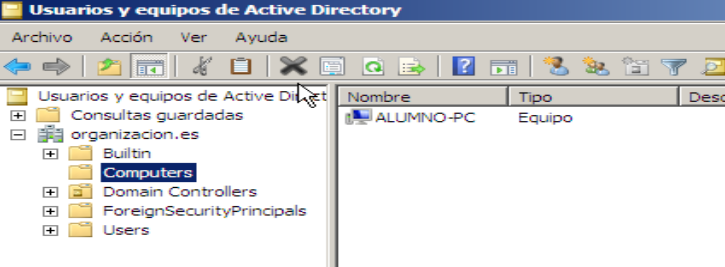 Usuarios y equipos de Active Directory
Archivo Acción Ver Ayuda
Usuarios y equipos de Active Direct
Consultas guardadas
organizacion.es
Builtin
Computers
Domain Controllers
ForeignSecurityPrincipals
Users
Nombre Tipo Desc
ALUMNO-PC Equipo